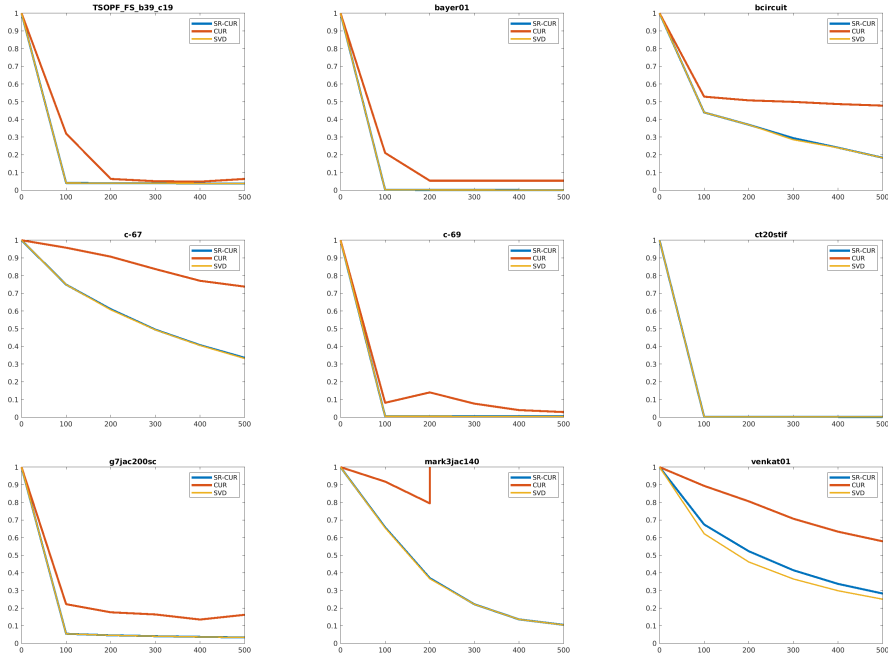 TSOPF_FS_b39_c19
1
0.9
0.8
0.7
0.6
0.5
0.4
0.3
0.2
0.1
0
0 100 200 300 400 500
SR-CUR
CUR
SVD
bayer01
1
0.9
0.8
0.7
0.6
0.5
0.4
0.3
0.2
0.1
0
0 100 200 300 400 500
SR-CUR
CUR
SVD
bcircuit
1
0.9
0.8
0.7
0.6
0.5
0.4
0.3
0.2
0.1
0
0 100 200 300 400 500
SR-CUR
CUR
SVD
c-67
1
0.9
0.8
0.7
0.6
0.5
0.4
0.3
0.2
0.1
0
0 100 200 300 400 500
SR-CUR
CUR
SVD
c-69
1
0.9
0.8
0.7
0.6
0.5
0.4
0.3
0.2
0.1
0
0 100 200 300 400 500
SR-CUR
CUR
SVD
ct20stif
1
0.9
0.8
0.7
0.6
0.5
0.4
0.3
0.2
0.1
0
0 100 200 300 400 500
SR-CUR
CUR
SVD
g7jac200sc
1
0.9
0.8
0.7
0.6
0.5
0.4
0.3
0.2
0.1
0
0 100 200 300 400 500
SR-CUR
CUR
SVD
mark3jac140
1
0.9
0.8
0.7
0.6
0.5
0.4
0.3
0.2
0.1
0
0 100 200 300 400 500
SR-CUR
CUR
SVD
venkat01
1
0.9
0.8
0.7
0.6
0.5
0.4
0.3
0.2
0.1
0
0 100 200 300 400 500
SR-CUR
CUR
SVD